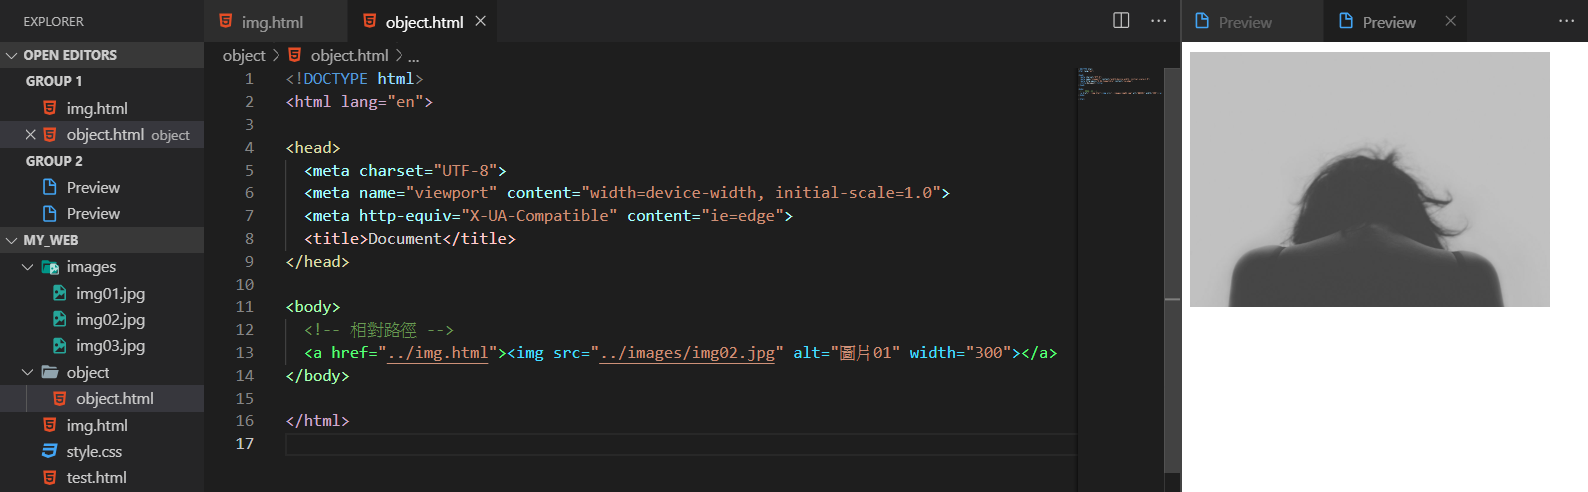 EXPLORER
OPEN EDITORS
GROUP 1
img.html
object.html object
GROUP 2
Preview
Preview
MY_WEB
images
img01.jpg
img02.jpg
img03.jpg
object
object.html
img.html
style.css
test.html
img.html
object.html
object > object.html > ...
1 <!DOCTYPE html>
2 <html lang="en">
3
4 <head>
5 <meta charset="UTF-8">
6 <meta name="viewport" content="width=device-width, initial-scale=1.0">
7 <meta http-equiv="X-UA-Compatible" content="ie=edge">
8 <title>Document</title>
9 </head>
10
11 <body>
12 <!-- 相對路徑 -->
13 <a href="../img.html"><img src="../images/img02.jpg" alt="圖片01" width="300"></a>
14 </body>
15
16 </html>
17
Preview
Preview